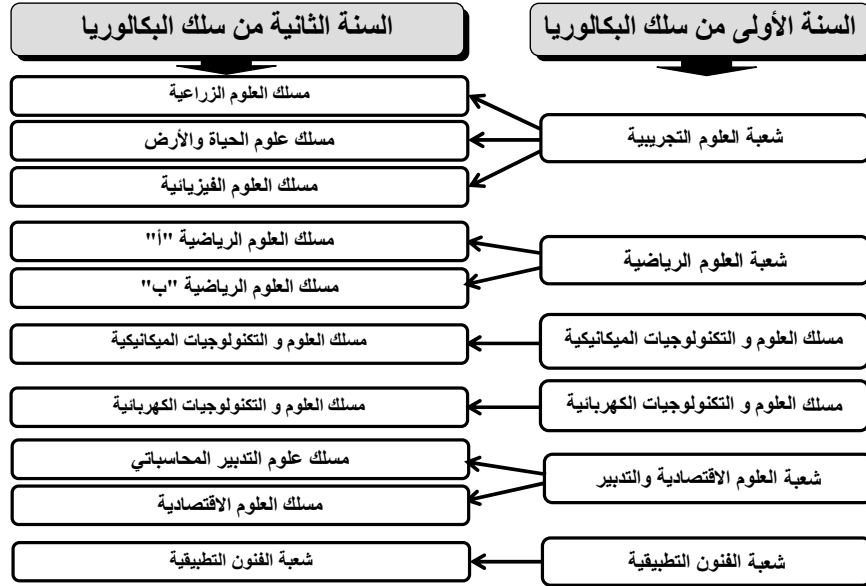 السنة الأولى من سلك البكالوريا
السنة الثانية من سلك البكالوريا
شعبة العلوم التجريبية
مسلك العلوم الزراعية
مسلك علوم الحياة والأرض
مسلك العلوم الفيزيائية
شعبة العلوم الرياضية
مسلك العلوم الرياضية "أ"
مسلك العلوم الرياضية "ب"
مسلك العلوم و التكنولوجيات الميكانيكية
مسلك العلوم و التكنولوجيات الميكانيكية
مسلك العلوم و التكنولوجيات الكهربائية
مسلك العلوم و التكنولوجيات الكهربائية
شعبة العلوم الاقتصادية والتدبير
مسلك علوم التدبير المحاسباتي
مسلك العلوم الاقتصادية
شعبة الفنون التطبيقية
شعبة الفنون التطبيقية